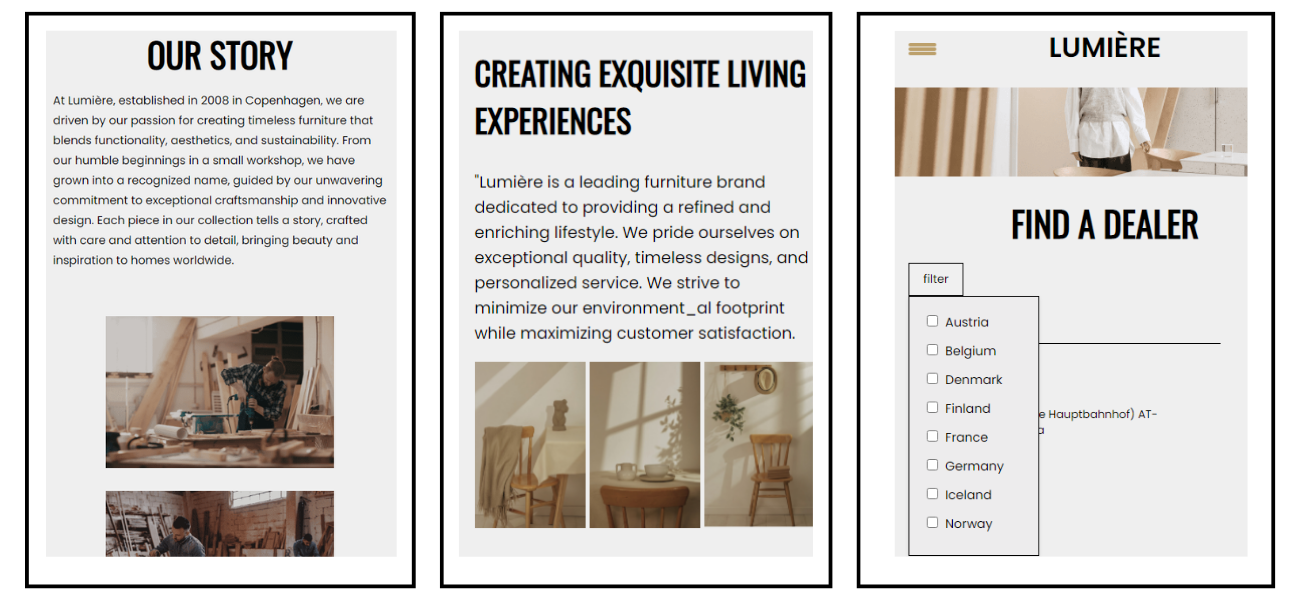 OUR STORY
At Lumière, established in 2008 in Copenhagen, we are
driven by our passion for creating timeless furniture that
blends functionality, aesthetics, and sustainability. From
our humble beginnings in a small workshop, we have
grown into a recognized name, guided by our unwavering
commitment to exceptional craftsmanship and innovative
design. Each piece in our collection tells a story, crafted
with care and attention to detail, bringing beauty and
inspiration to homes worldwide.
CREATING EXQUISITE LIVING
EXPERIENCES
"Lumière is a leading furniture brand
dedicated to providing a refined and
enriching lifestyle. We pride ourselves on
exceptional quality, timeless designs, and
personalized service. We strive to
minimize our environment_al footprint
while maximizing customer satisfaction.
LUMIÈRE
FIND A DEALER
filter
Austria
Belgium
Denmark
Finland
France
Germany
Iceland
Norway
e Hauptbahnhof) AT-
a